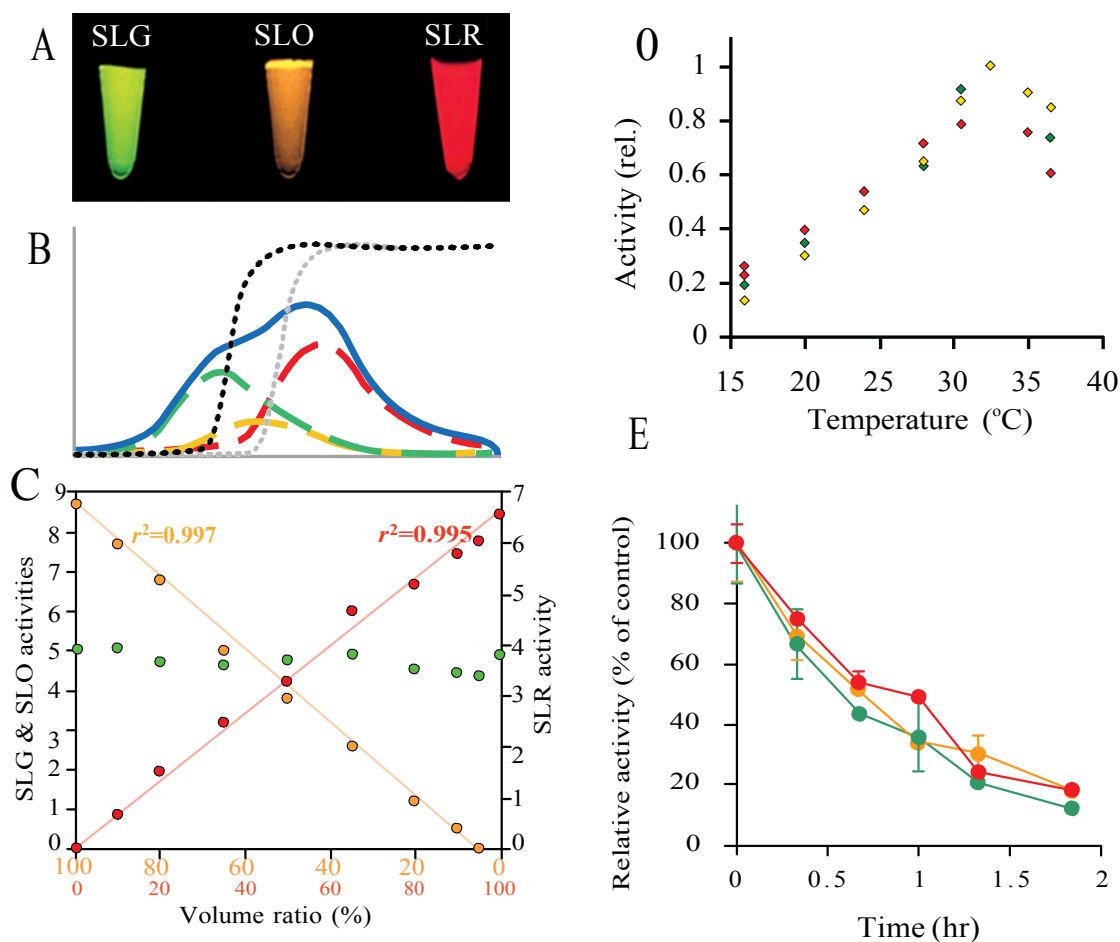 A
SLG SLO SLR
B
C
r²=0.997
r²=0.995
9
8
7
6
5
4
3
2
1
0
SLG & SLO activities
7
6
5
4
3
2
1
0
SLR activity
100 80 60 40 20 0
0 20 40 60 80 100
Volume ratio (%)
0
1
0.8
0.6
0.4
0.2
0
Activity (rel.)
15 20 25 30 35 40
Temperature (ºC)
E
100
80
60
40
20
0
Relative activity (% of control)
0 0.5 1 1.5 2
Time (hr)